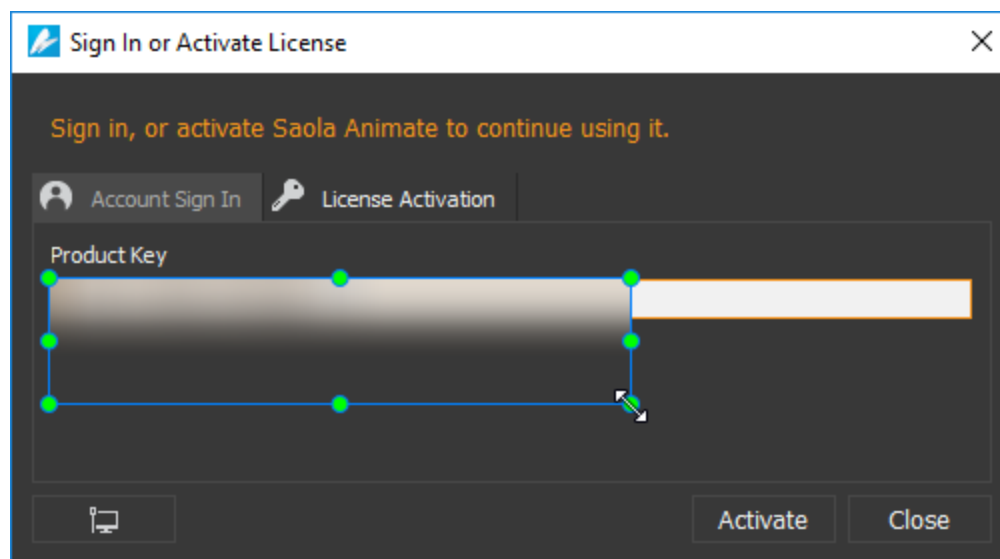 Sign In or Activate License
Sign in, or activate Saola Animate to continue using it.
Account Sign In
License Activation
Product Key
Activate
Close